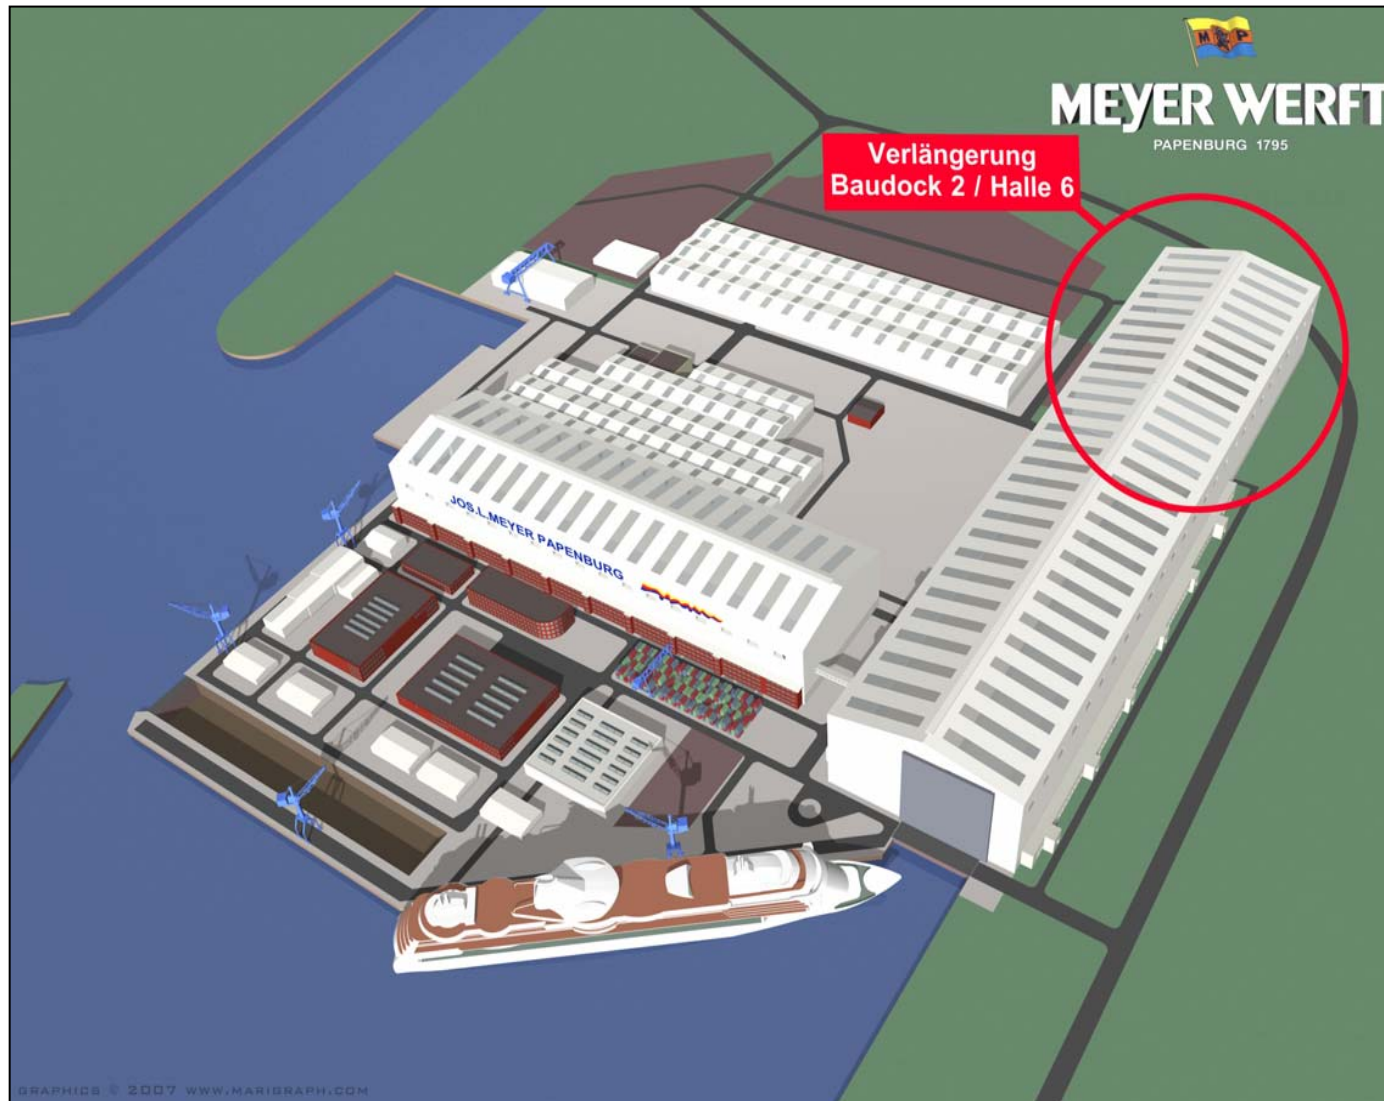 M P
MEYER WERFT
PAPENBURG 1795
Verlängerung
Baudock 2 / Halle 6
JOS.L.MEYER PAPENBURG
GRAPHICS © 2007 WWW.MARIGRAPH.COM